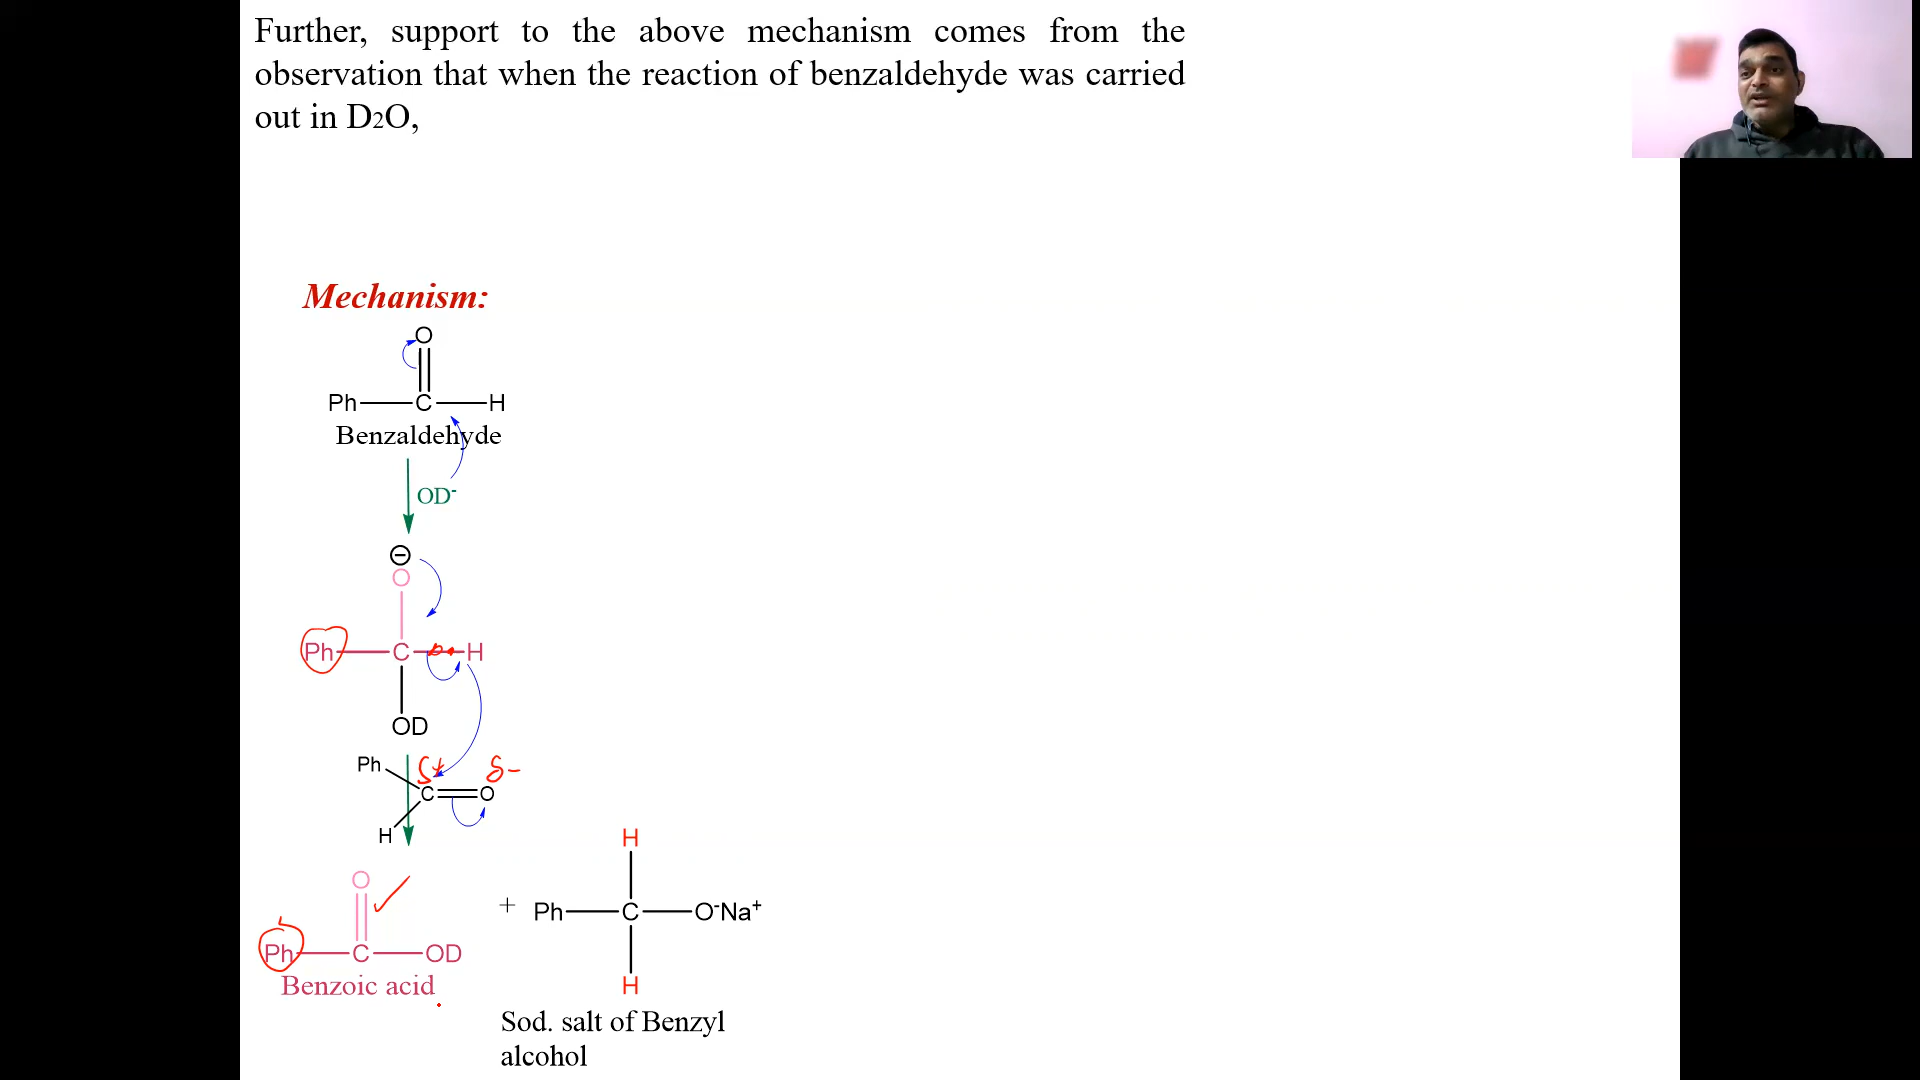 Further, support to the above mechanism comes from the
observation that when the reaction of benzaldehyde was carried
out in D2O,
Mechanism:
O
Ph C H
Benzaldehyde
OD-
⊖
O
Ph C H
OD
Ph δ+ δ-
C O
H
H
O
+ Ph C O-Na+
Ph C OD
Benzoic acid
H
Sod. salt of Benzyl
alcohol